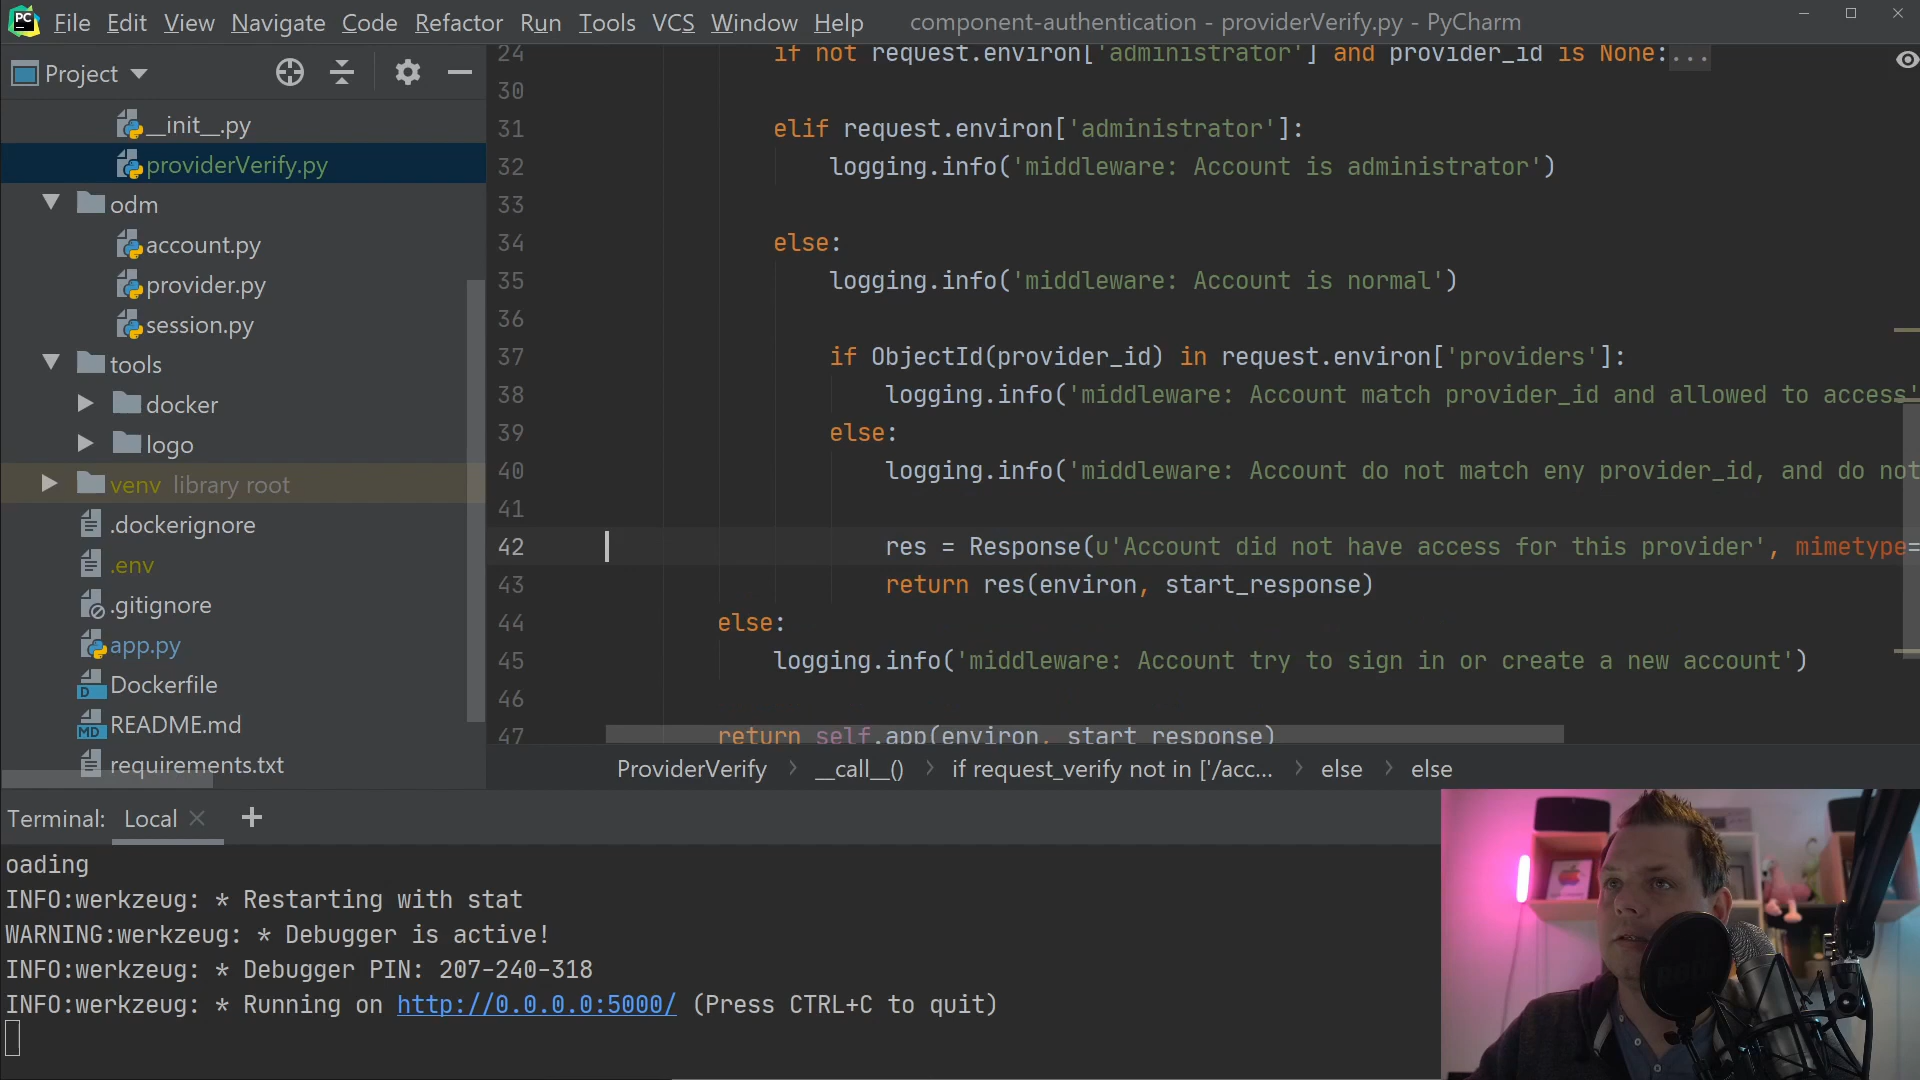 PC File Edit View Navigate Code Refactor Run Tools VCS Window Help component-authentication - providerVerify.py - PyCharm
Project
__init__.py
providerVerify.py
odm
account.py
provider.py
session.py
tools
docker
logo
venv library root
.dockerignore
.env
.gitignore
app.py
D Dockerfile
MD README.md
requirements.txt
24 if not request.environ['administrator'] and provider_id is None:...
30
31 elif request.environ['administrator']:
32 logging.info('middleware: Account is administrator')
33
34 else:
35 logging.info('middleware: Account is normal')
36
37 if ObjectId(provider_id) in request.environ['providers']:
38 logging.info('middleware: Account match provider_id and allowed to access'
39 else:
40 logging.info('middleware: Account do not match eny provider_id, and do not
41
42 res = Response(u'Account did not have access for this provider', mimetype=
43 return res(environ, start_response)
44 else:
45 logging.info('middleware: Account try to sign in or create a new account')
46
47 return self.app(environ, start_response)
ProviderVerify > __call__() > if request_verify not in ['/acc... > else > else
Terminal: Local × +
oading
INFO:werkzeug: * Restarting with stat
WARNING:werkzeug: * Debugger is active!
INFO:werkzeug: * Debugger PIN: 207-240-318
INFO:werkzeug: * Running on http://0.0.0.0:5000/ (Press CTRL+C to quit)